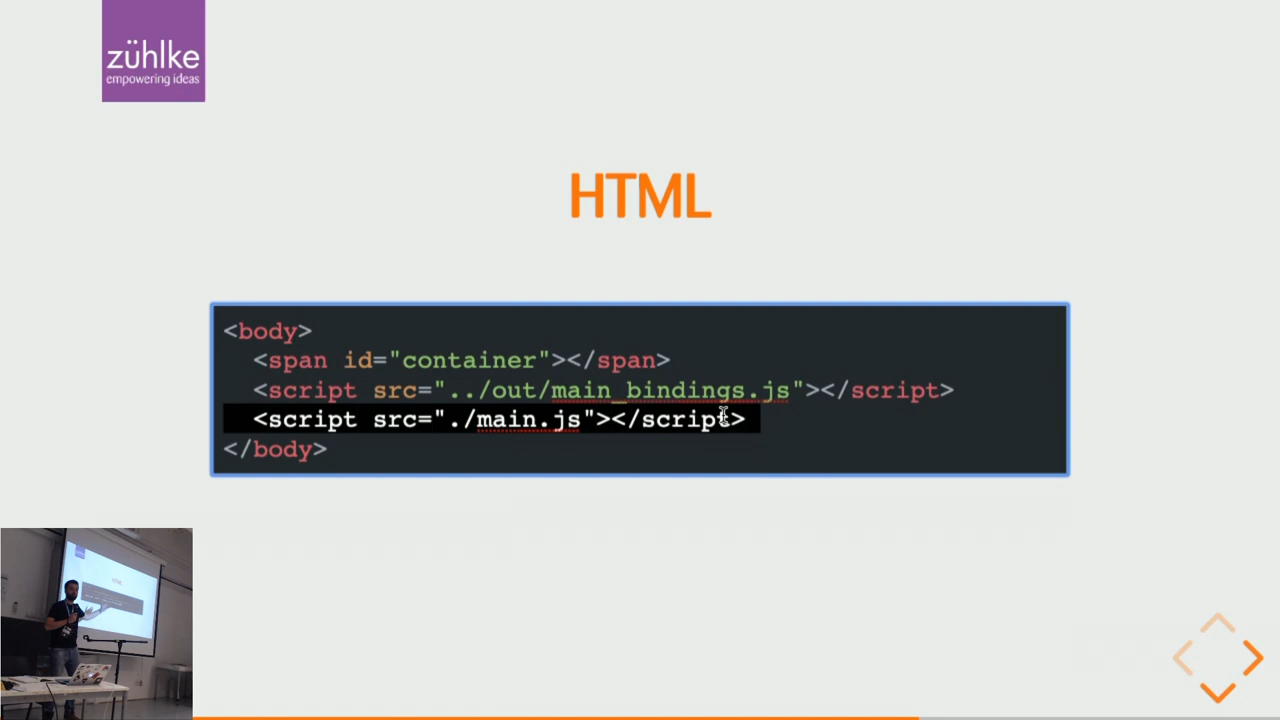 zühlke
empowering ideas
HTML
<body>
<span id="container"></span>
<script src="../out/main_bindings.js"></script>
<script src="./main.js"></script>
</body>